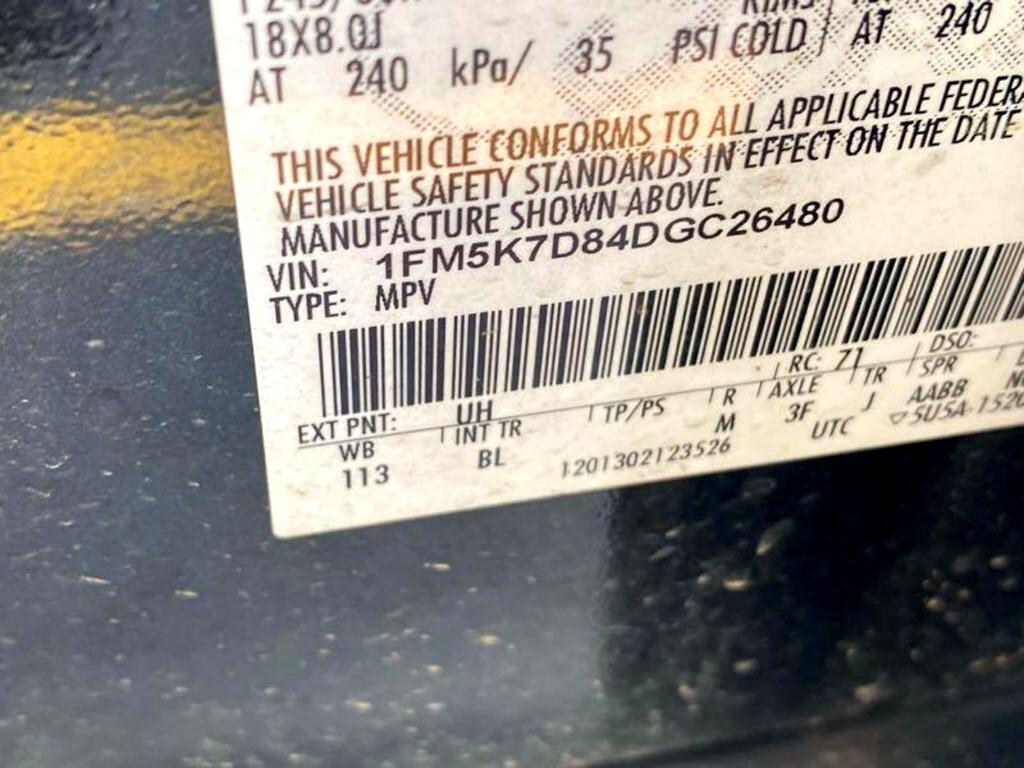 18X8.0J
AT 240 kPa/ 35 PSI COLD AT 240
THIS VEHICLE CONFORMS TO ALL APPLICABLE
VEHICLE SAFETY STANDARDS IN EFFECT ON THE DATE
MANUFACTURE SHOWN ABOVE.
VIN: 1FM5K7D84DGC26480
TYPE: MPV
RC: 71 DSO:
EXT PNT: UH
WB INT TR TP/PS R AXLE TR SPR
113 BL M 3F J AABB
1201302123526 UTC